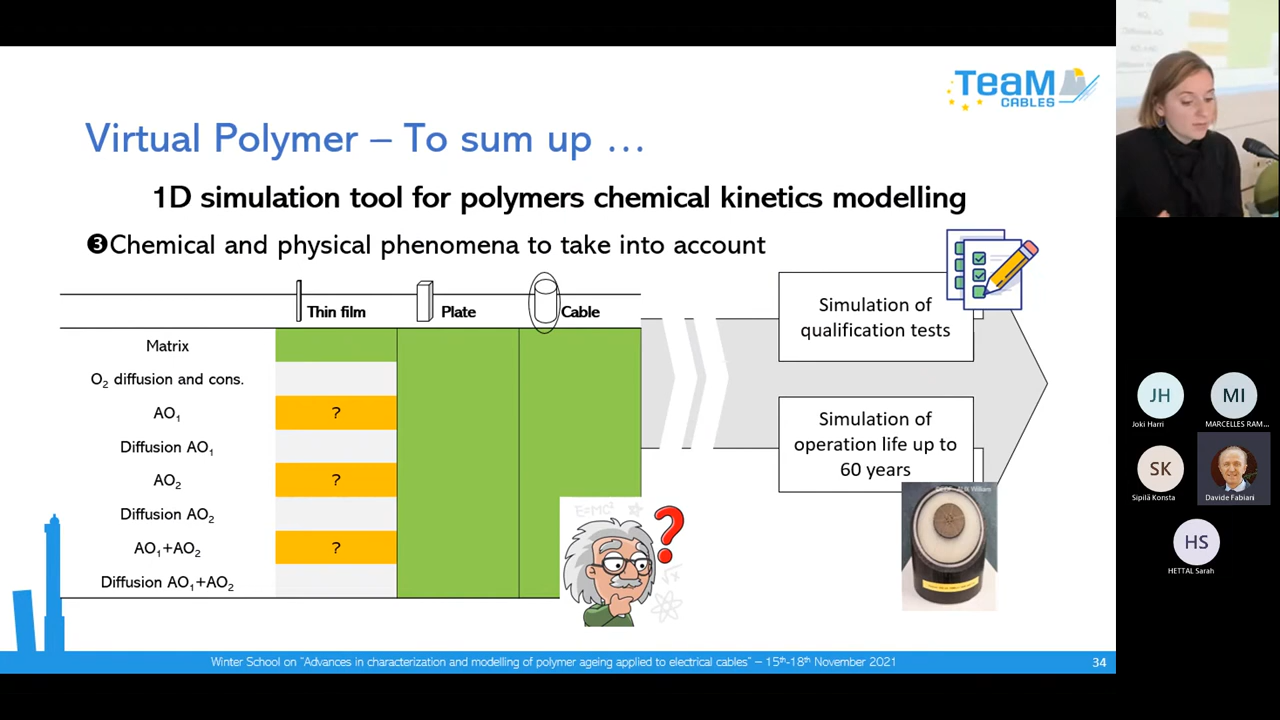 TeaM
CABLES
Virtual Polymer – To sum up …
1D simulation tool for polymers chemical kinetics modelling
❸Chemical and physical phenomena to take into account
Thin film Plate Cable
Matrix
O₂ diffusion and cons.
AO₁ ?
Diffusion AO₁
AO₂ ?
Diffusion AO₂
AO₁+AO₂ ?
Diffusion AO₁+AO₂
Simulation of
qualification tests
Simulation of
operation life up to
60 years
E=MC²
?
√x
Winter School on "Advances in characterization and modelling of polymer ageing applied to electrical cables" – 15th-18th November 2021
34
JH
Joki Harri
MI
MARCELLES RAM...
SK
Sipilä Konsta
Davide Fabiani
HS
HETTAL Sarah